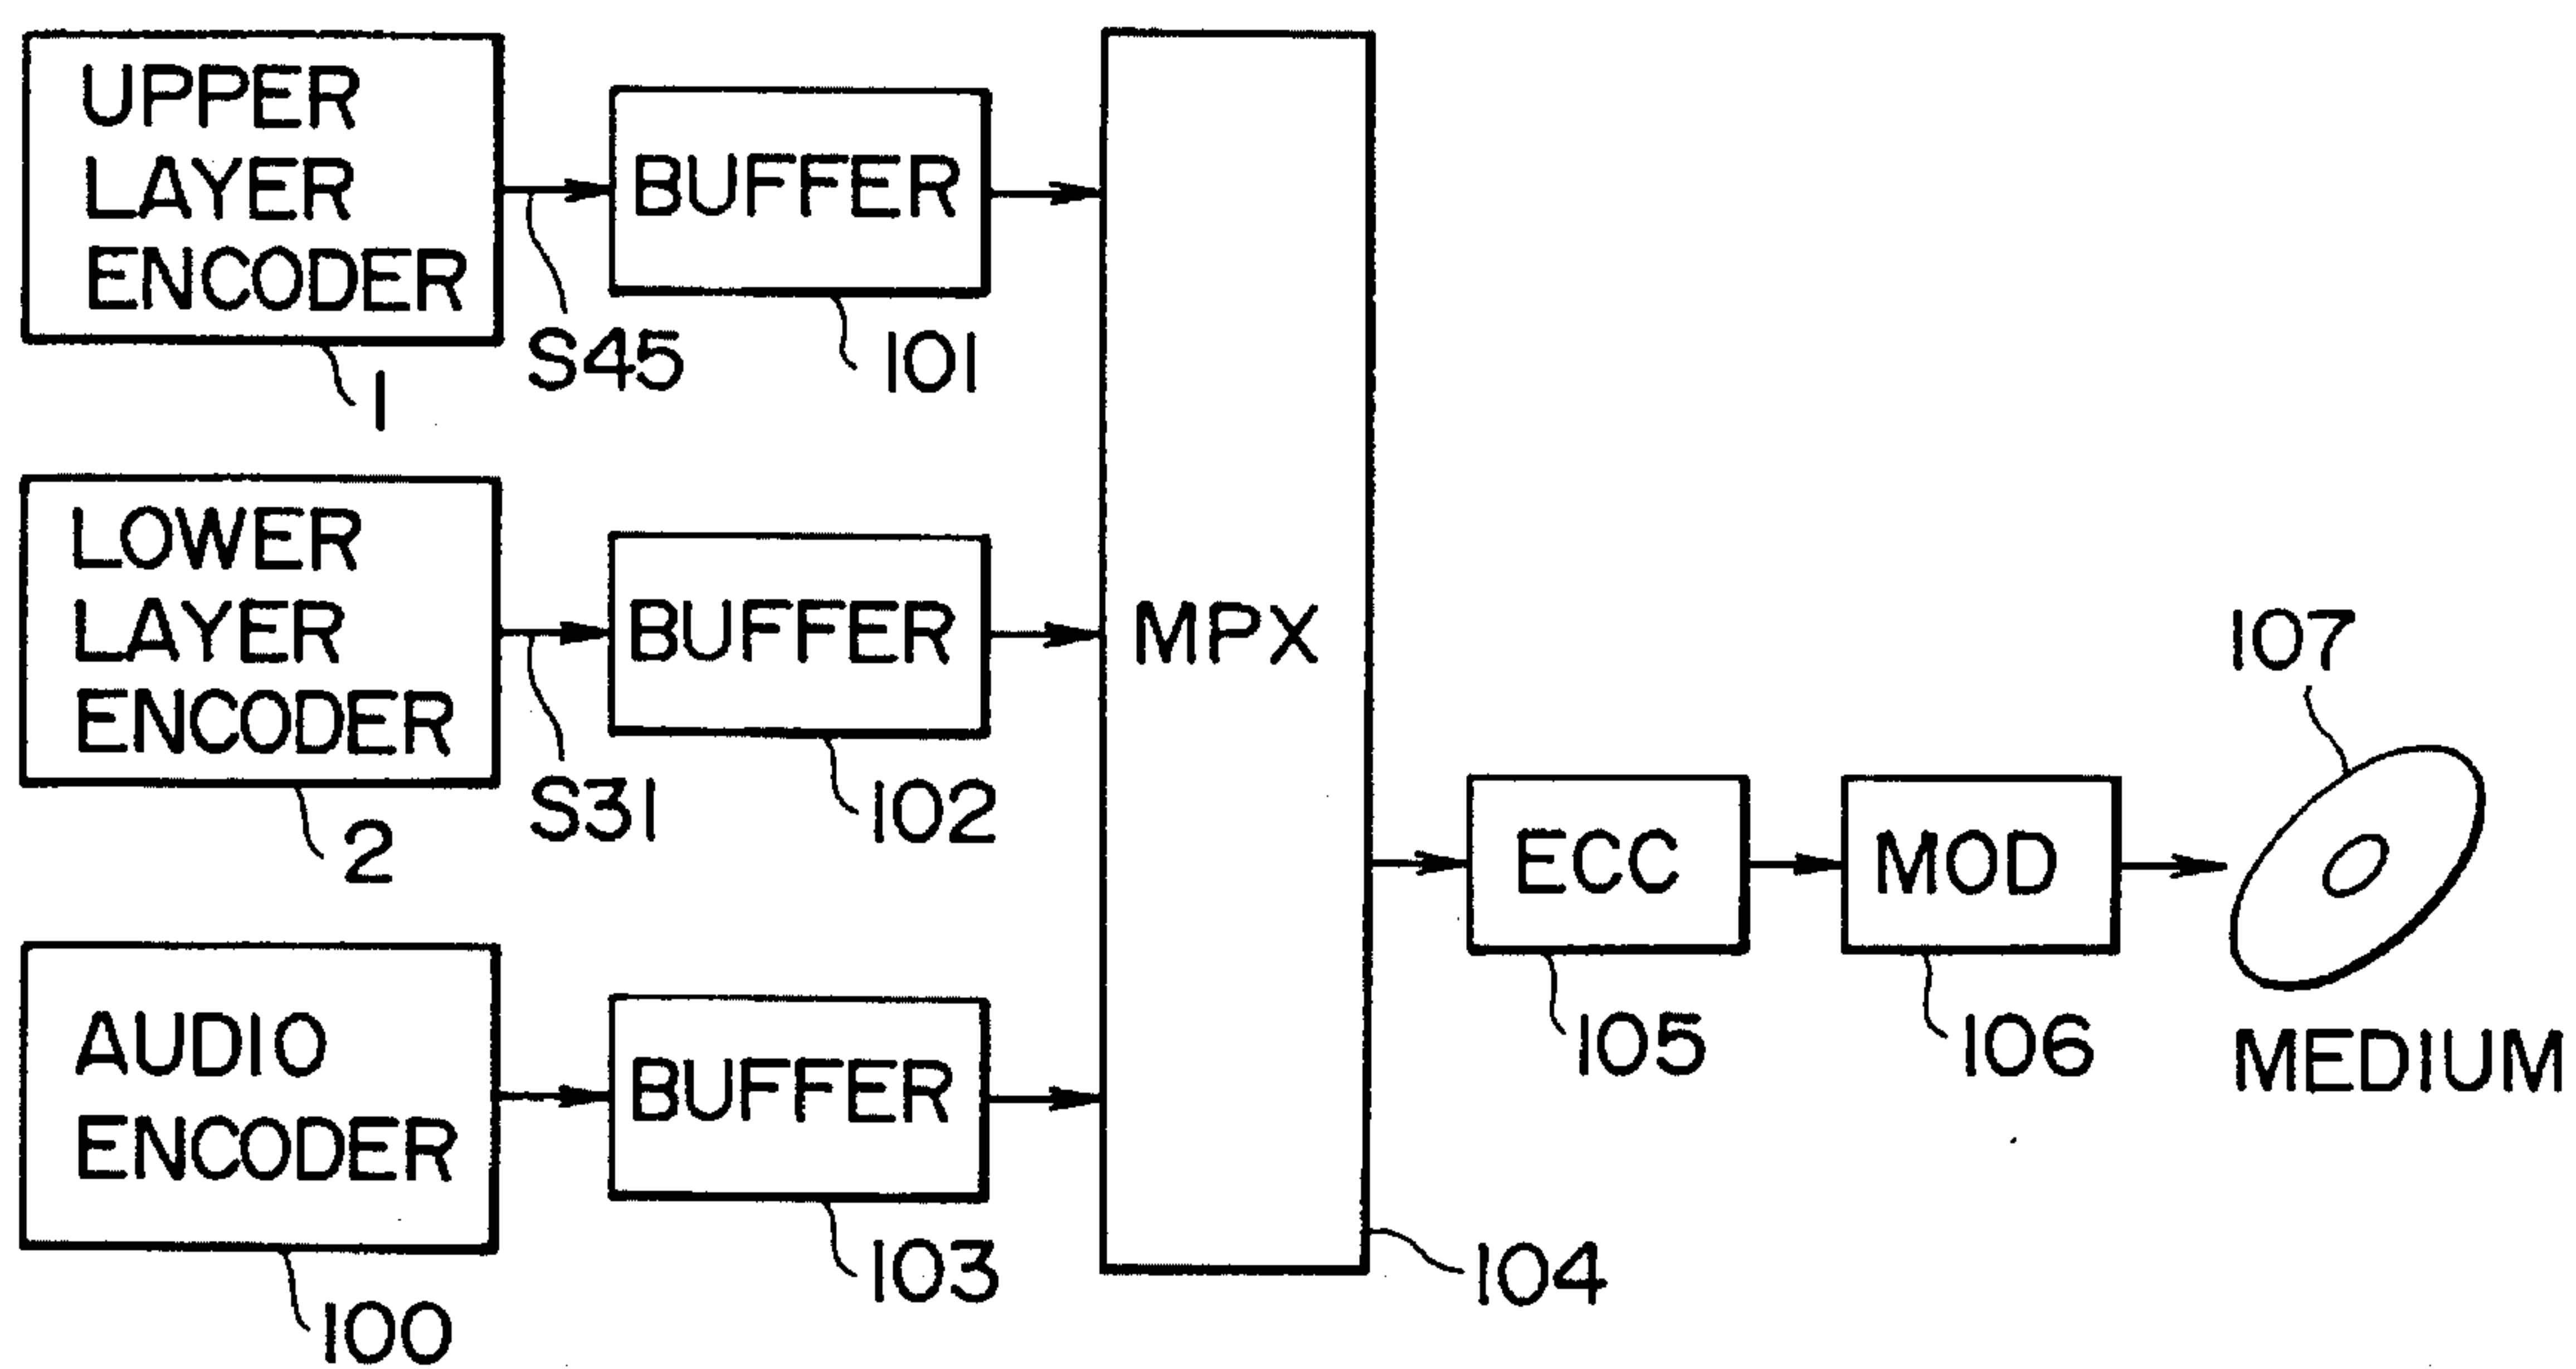 UPPER
LAYER
ENCODER
1
S45
BUFFER
101
LOWER
LAYER
ENCODER
2
S31
BUFFER
102
AUDIO
ENCODER
100
BUFFER
103
MPX
104
ECC
105
MOD
106
107
MEDIUM